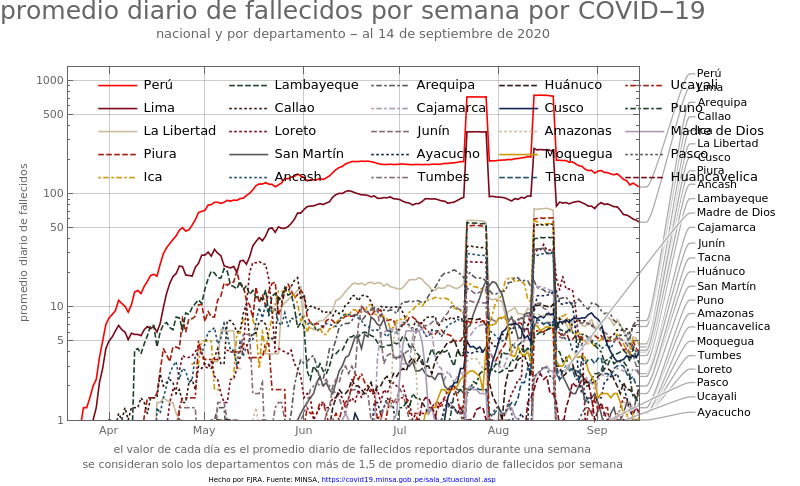 promedio diario de fallecidos por semana por COVID−19
nacional y por departamento − al 14 de septiembre de 2020
promedio diario de fallecidos
1000
500
100
50
10
5
1
Perú Lambayeque Arequipa Huánuco Ucayali
Lima Callao Cajamarca Cusco Puno
La Libertad Loreto Junín Amazonas Madre de Dios
Piura San Martín Ayacucho Moquegua Pasco
Ica Ancash Tumbes Tacna Huancavelica
Perú
Lima
Arequipa
Callao
Ica
La Libertad
Cusco
Piura
Ancash
Lambayeque
Madre de Dios
Cajamarca
Junín
Tacna
Huánuco
San Martín
Puno
Amazonas
Huancavelica
Moquegua
Tumbes
Loreto
Pasco
Ucayali
Ayacucho
Apr May Jun Jul Aug Sep
el valor de cada día es el promedio diario de fallecidos reportados durante una semana
se consideran solo los departamentos con más de 1,5 de promedio diario de fallecidos por semana
Hecho por FJRA. Fuente: MINSA, https://covid19.minsa.gob.pe/sala_situacional.asp